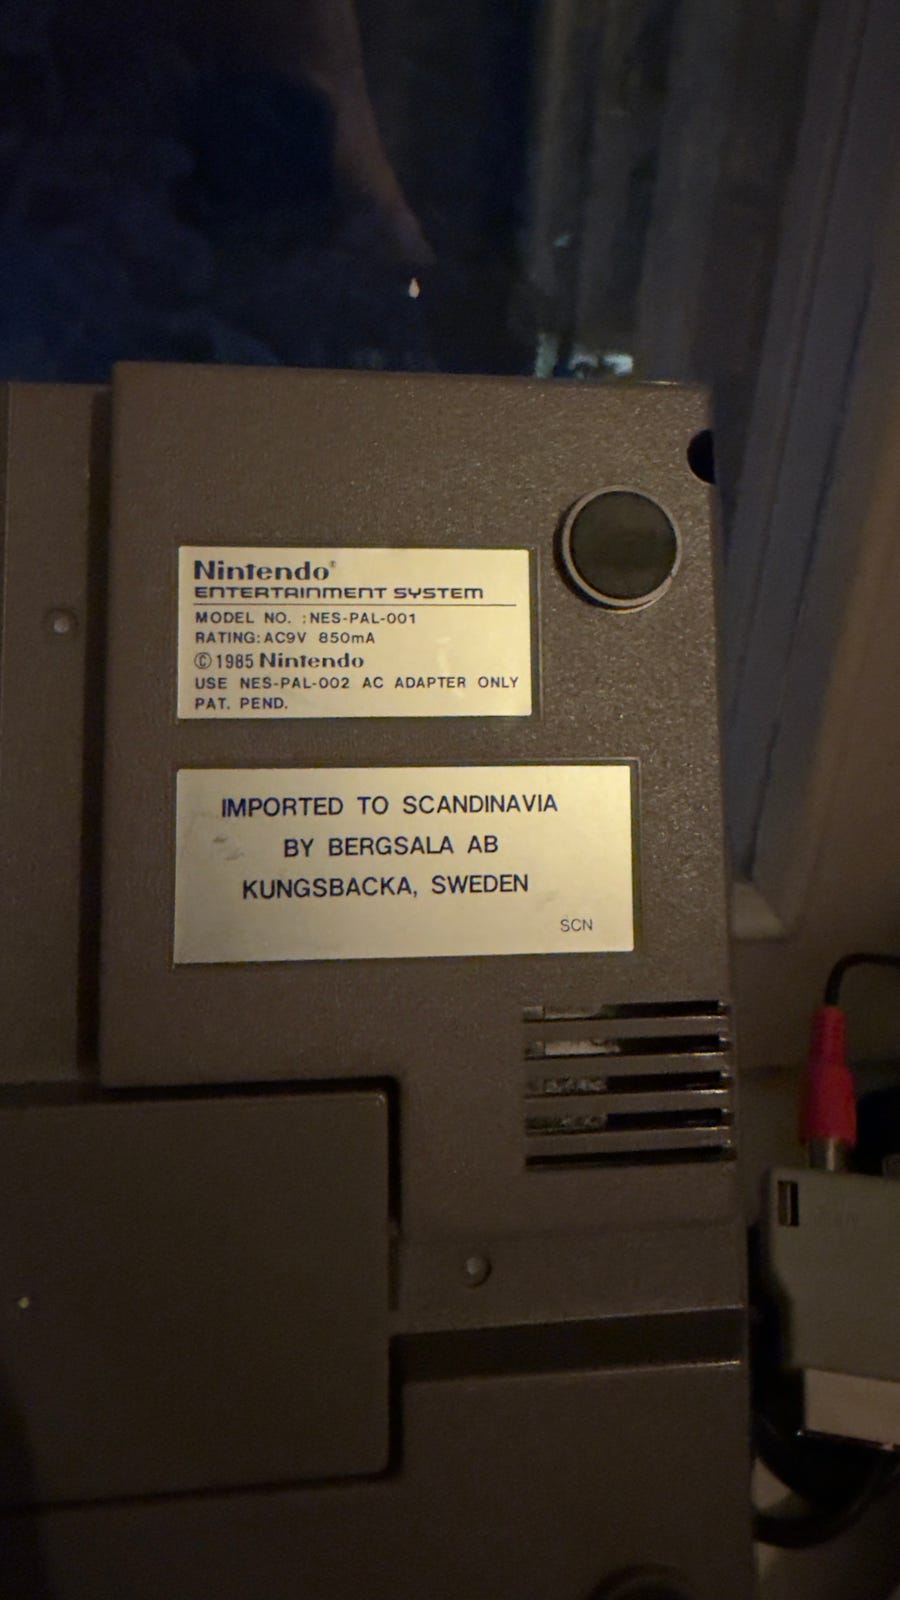 Nintendo®
ENTERTAINMENT SYSTEM
MODEL NO. :NES-PAL-001
RATING:AC9V 850mA
©1985 Nintendo
USE NES-PAL-002 AC ADAPTER ONLY
PAT. PEND.
IMPORTED TO SCANDINAVIA
BY BERGSALA AB
KUNGSBACKA, SWEDEN
SCN